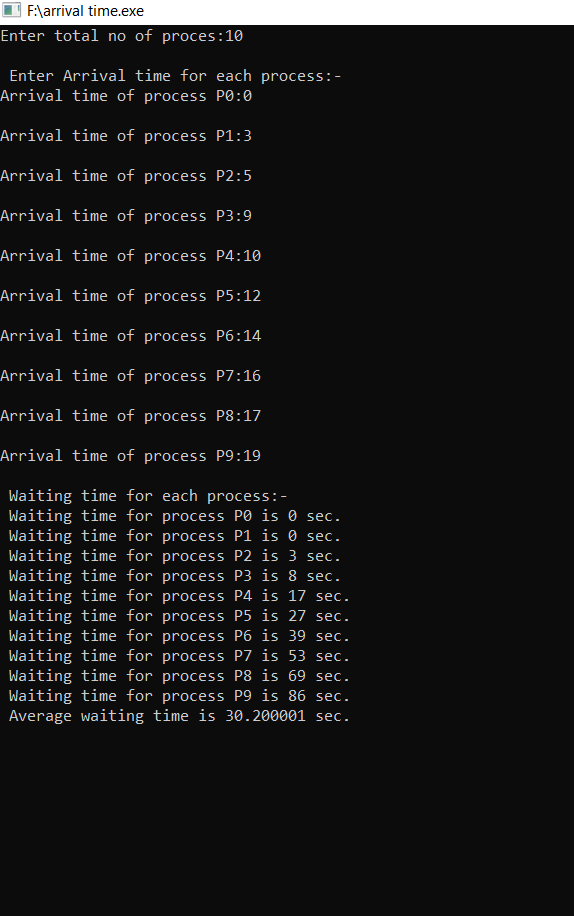 F:\arrival time.exe
Enter total no of proces:10
Enter Arrival time for each process:-
Arrival time of process P0:0
Arrival time of process P1:3
Arrival time of process P2:5
Arrival time of process P3:9
Arrival time of process P4:10
Arrival time of process P5:12
Arrival time of process P6:14
Arrival time of process P7:16
Arrival time of process P8:17
Arrival time of process P9:19
Waiting time for each process:-
Waiting time for process P0 is 0 sec.
Waiting time for process P1 is 0 sec.
Waiting time for process P2 is 3 sec.
Waiting time for process P3 is 8 sec.
Waiting time for process P4 is 17 sec.
Waiting time for process P5 is 27 sec.
Waiting time for process P6 is 39 sec.
Waiting time for process P7 is 53 sec.
Waiting time for process P8 is 69 sec.
Waiting time for process P9 is 86 sec.
Average waiting time is 30.200001 sec.